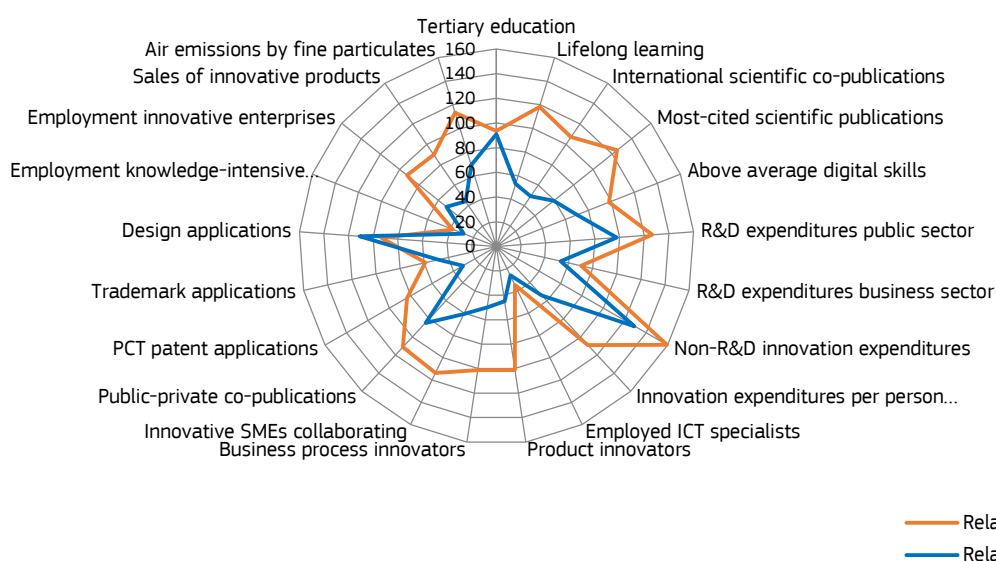 Tertiary education
Air emissions by fine particulates
160
Lifelong learning
Sales of innovative products
140
International scientific co-publications
Employment innovative enterprises
120
Most-cited scientific publications
100
80
Employment knowledge-intensive...
60
Above average digital skills
40
20
Design applications
0
R&D expenditures public sector
Trademark applications
R&D expenditures business sector
PCT patent applications
Non-R&D innovation expenditures
Public-private co-publications
Innovation expenditures per person...
Innovative SMEs collaborating
Employed ICT specialists
Business process innovators
Product innovators
Rela
Rela